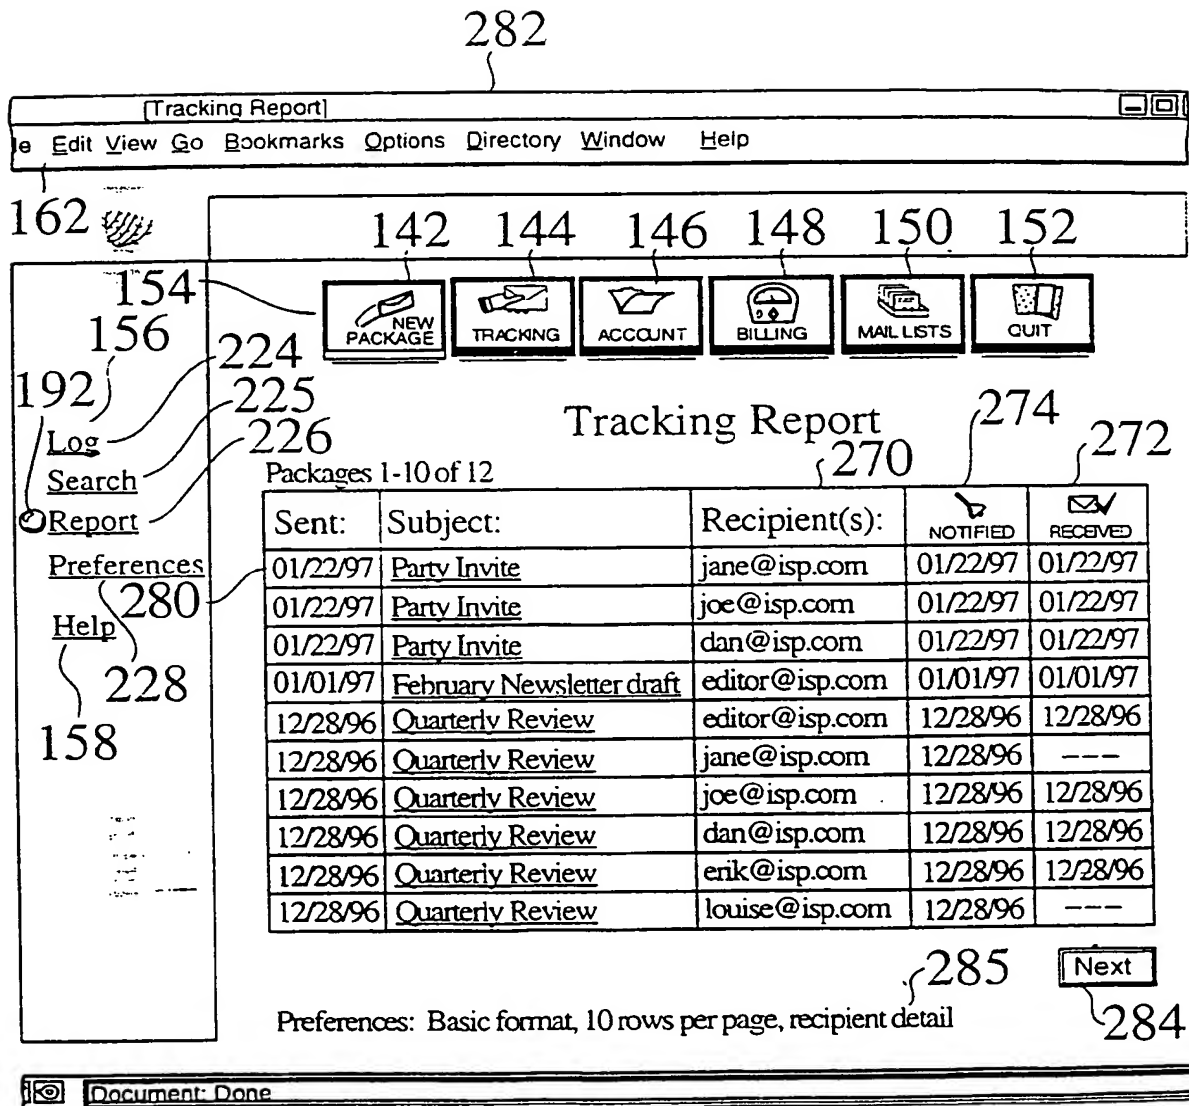 282
[Tracking Report]
le Edit View Go Bookmarks Options Directory Window Help
162
142 144 146 148 150 152
154
NEW PACKAGE TRACKING ACCOUNT BILLING MAIL LISTS QUIT
156
224
192
225
226
Log
Search
Report
Preferences
280
Help
228
158
Tracking Report
274
272
270
Packages 1-10 of 12
Sent: Subject: Recipient(s): NOTIFIED RECEIVED
01/22/97 Party Invite jane@isp.com 01/22/97 01/22/97
01/22/97 Party Invite joe@isp.com 01/22/97 01/22/97
01/22/97 Party Invite dan@isp.com 01/22/97 01/22/97
01/01/97 February Newsletter draft editor@isp.com 01/01/97 01/01/97
12/28/96 Quarterly Review editor@isp.com 12/28/96 12/28/96
12/28/96 Quarterly Review jane@isp.com 12/28/96 ---
12/28/96 Quarterly Review joe@isp.com 12/28/96 12/28/96
12/28/96 Quarterly Review dan@isp.com 12/28/96 12/28/96
12/28/96 Quarterly Review erik@isp.com 12/28/96 12/28/96
12/28/96 Quarterly Review louise@isp.com 12/28/96 ---
285
Next
284
Preferences: Basic format, 10 rows per page, recipient detail
Document: Done